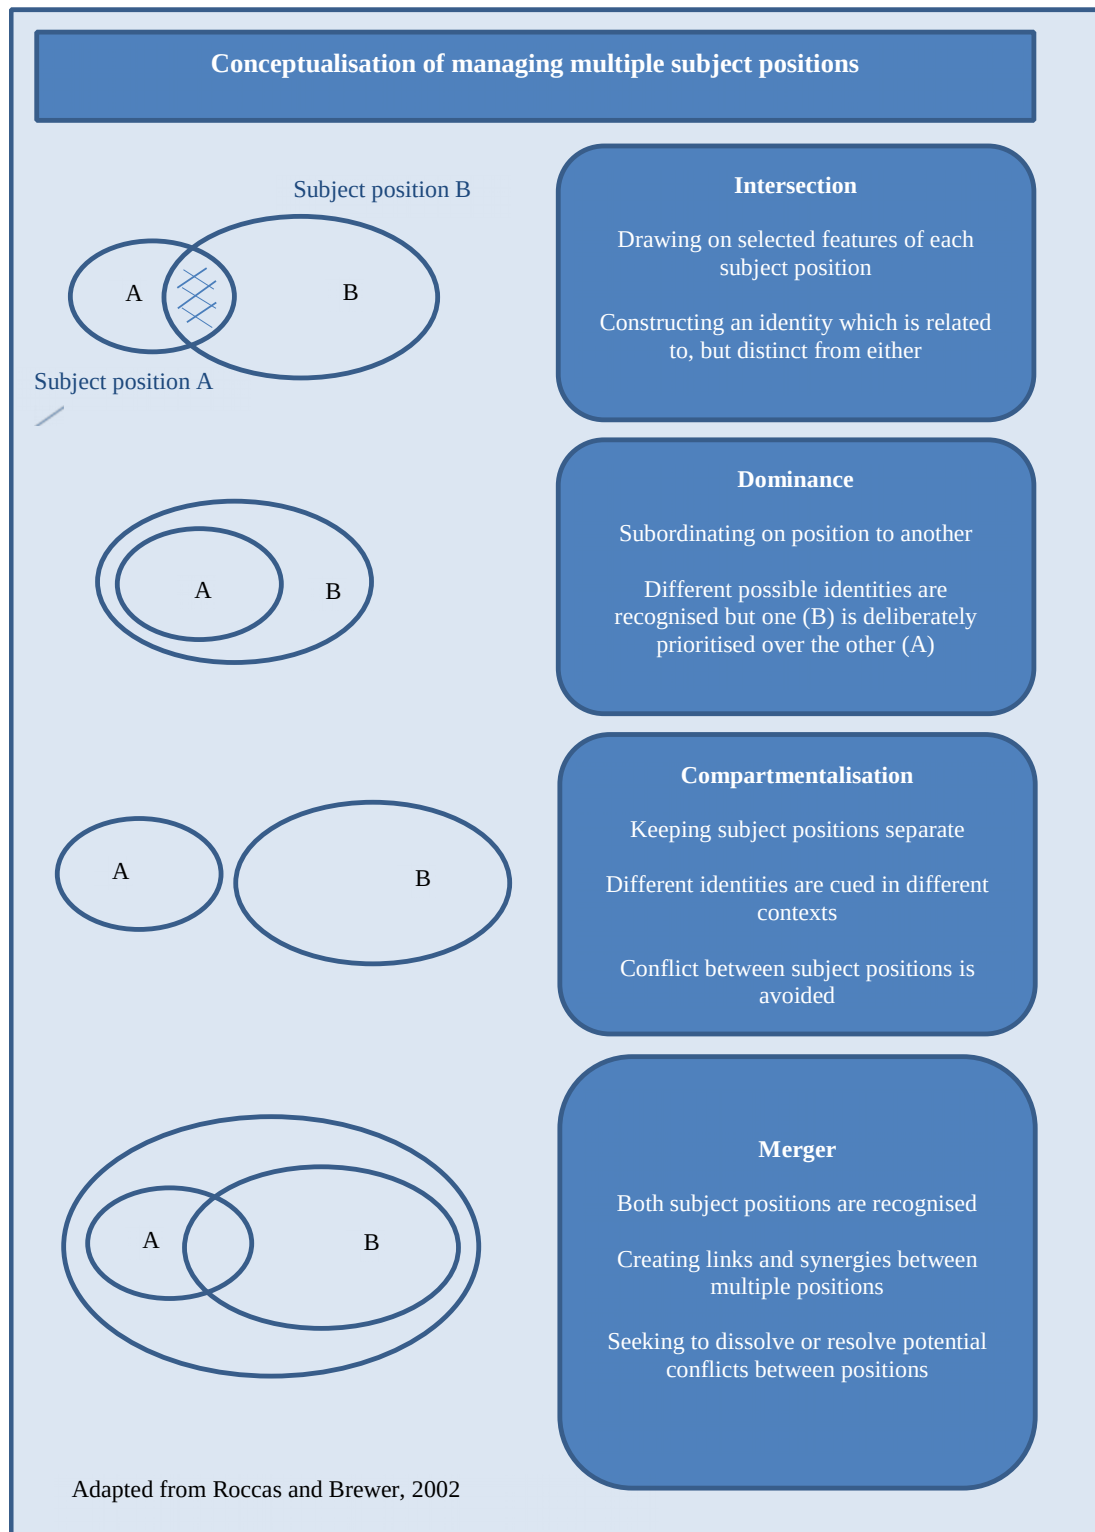 Conceptualisation of managing multiple subject positions
Subject position B
A
B
Subject position A
Intersection
Drawing on selected features of each
subject position
Constructing an identity which is related
to, but distinct from either
A
B
Dominance
Subordinating on position to another
Different possible identities are
recognised but one (B) is deliberately
prioritised over the other (A)
A
B
Compartmentalisation
Keeping subject positions separate
Different identities are cued in different
contexts
Conflict between subject positions is
avoided
A
B
Merger
Both subject positions are recognised
Creating links and synergies between
multiple positions
Seeking to dissolve or resolve potential
conflicts between positions
Adapted from Roccas and Brewer, 2002